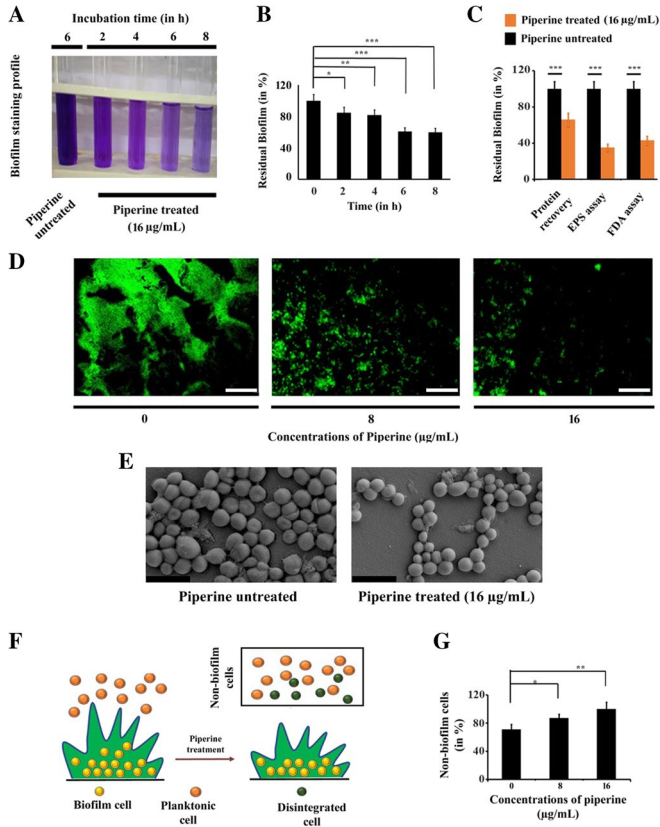 A
Incubation time (in h)
6 2 4 6 8
Biofilm staining profile
Piperine untreated
Piperine treated
(16 µg/mL)
B
Residual Biofilm (in %)
120
80
40
0
***
***
**
*
0 2 4 6 8
Time (in h)
C
Piperine treated (16 µg/mL)
Piperine untreated
Residual Biofilm (in %)
120
80
40
0
*** *** ***
Protein recovery
EPS assay
FDA assay
D
0 8 16
Concentrations of Piperine (µg/mL)
E
Piperine untreated
Piperine treated (16 µg/mL)
F
Non-biofilm
cells
Piperine
treatment
Biofilm cell
Planktonic
cell
Disintegrated
cell
G
Non-biofilm cells
(in %)
120
80
40
0
**
*
0 8 16
Concentrations of piperine
(µg/mL)